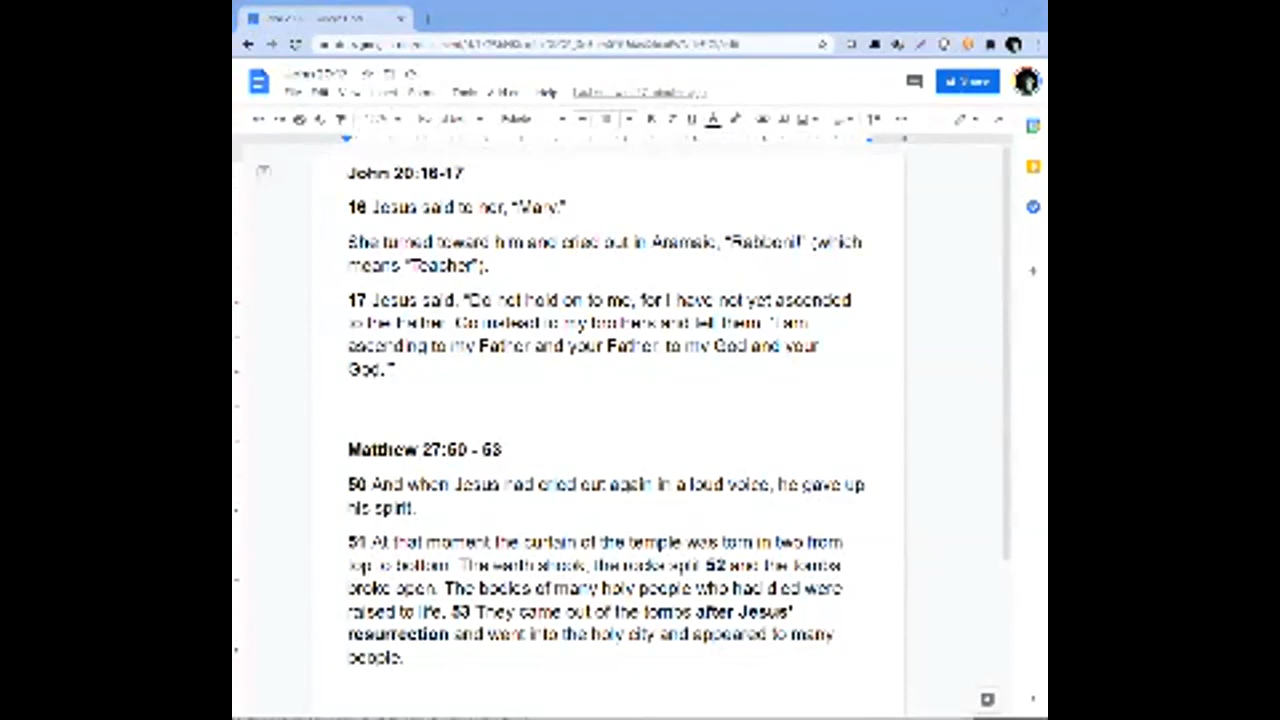 Share
John 20:16-17
16 Jesus said to her, "Mary."
She turned toward him and cried out in Aramaic, "Rabboni!" (which
means "Teacher").
17 Jesus said, "Do not hold on to me, for I have not yet ascended
to the Father. Go instead to my brothers and tell them, 'I am
ascending to my Father and your Father, to my God and your
God.'"
Matthew 27:50 - 53
50 And when Jesus had cried out again in a loud voice, he gave up
his spirit.
51 At that moment the curtain of the temple was torn in two from
top to bottom. The earth shook, the rocks split 52 and the tombs
broke open. The bodies of many holy people who had died were
raised to life. 53 They came out of the tombs after Jesus'
resurrection and went into the holy city and appeared to many
people.